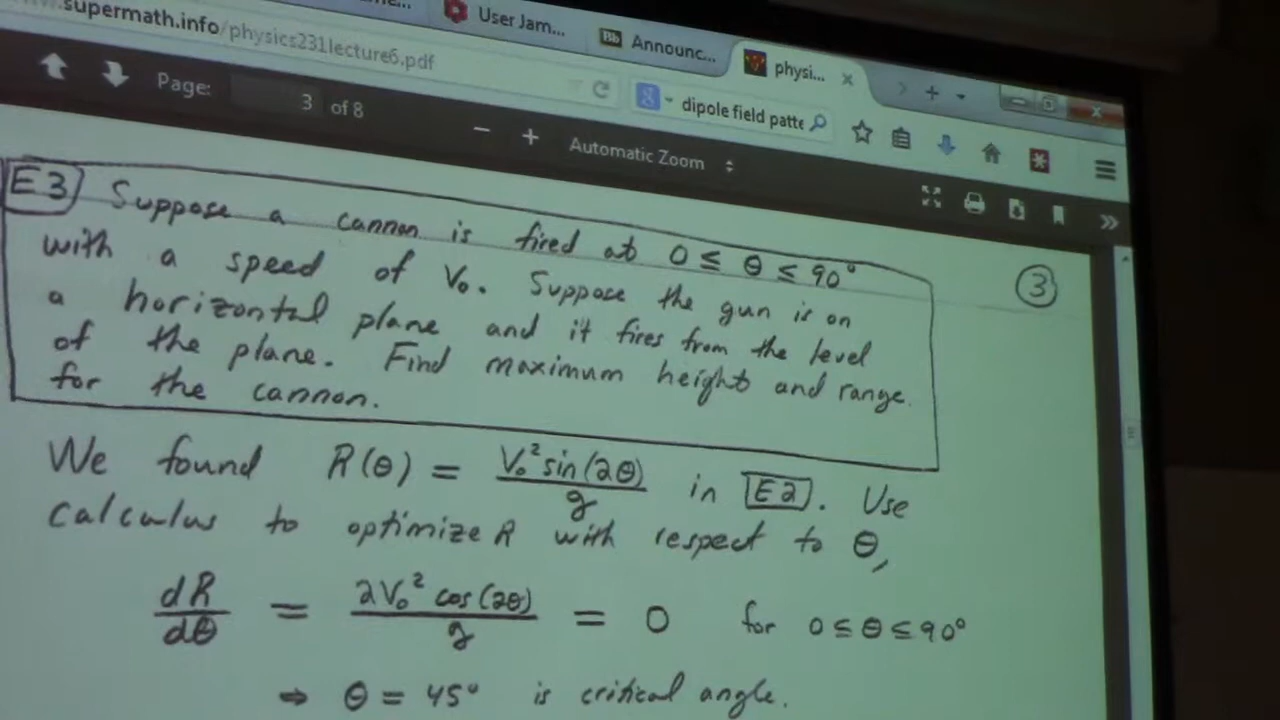 www.supermath.info/physics231lecture6.pdf
User Jam...
Announc...
physi...
Page: 3 of 8
Automatic Zoom
dipole field patte
E3 Suppose a cannon is fired at 0 ≤ θ ≤ 90°
with a speed of V₀. Suppose the gun is on
a horizontal plane and it fires from the level
of the plane. Find maximum height and range
for the cannon.
3
We found R(θ) = V₀² sin(2θ) / g in E2. Use
calculus to optimize R with respect to θ,
dR/dθ = 2V₀² cos(2θ) / g = 0 for 0 ≤ θ ≤ 90°
⇒ θ = 45° is critical angle.